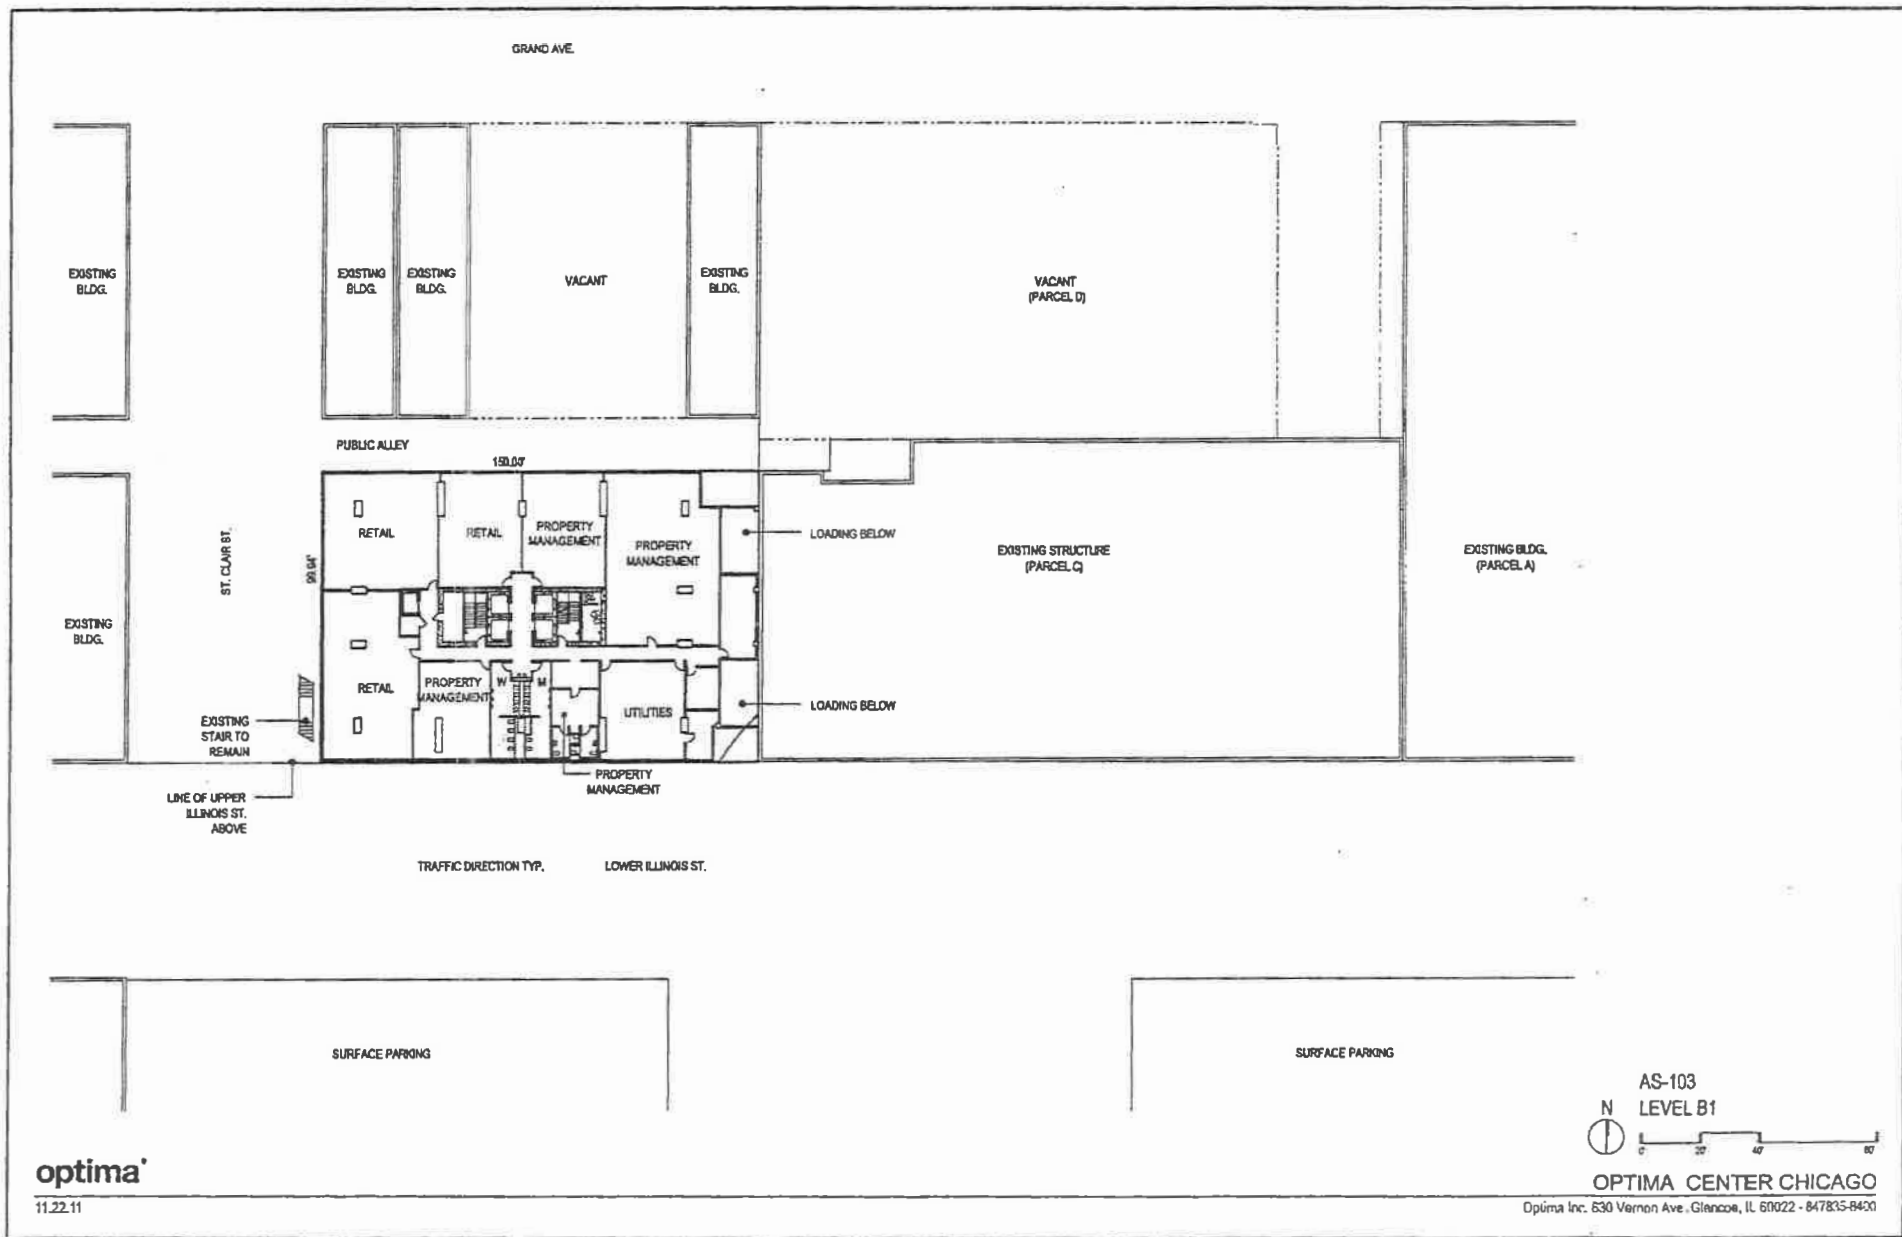 GRAND AVE.
EXISTING
BLDG.
EXISTING
BLDG.
EXISTING
BLDG.
VACANT
EXISTING
BLDG.
VACANT
(PARCEL D)
PUBLIC ALLEY
150.03'
ST. CLAIR ST.
99.64'
RETAIL
RETAIL
PROPERTY
MANAGEMENT
PROPERTY
MANAGEMENT
LOADING BELOW
EXISTING STRUCTURE
(PARCEL C)
EXISTING BLDG.
(PARCEL A)
EXISTING
BLDG.
RETAIL
PROPERTY
MANAGEMENT
W
M
UTILITIES
LOADING BELOW
EXISTING
STAIR TO
REMAIN
PROPERTY
MANAGEMENT
LINE OF UPPER
ILLINOIS ST.
ABOVE
TRAFFIC DIRECTION TYP.
LOWER ILLINOIS ST.
SURFACE PARKING
SURFACE PARKING
AS-103
N
LEVEL B1
0' 20' 40' 80'
optima'
OPTIMA CENTER CHICAGO
11.22.11
Optima Inc. 630 Vernon Ave. Glencoe, IL 60022 - 847835-8400